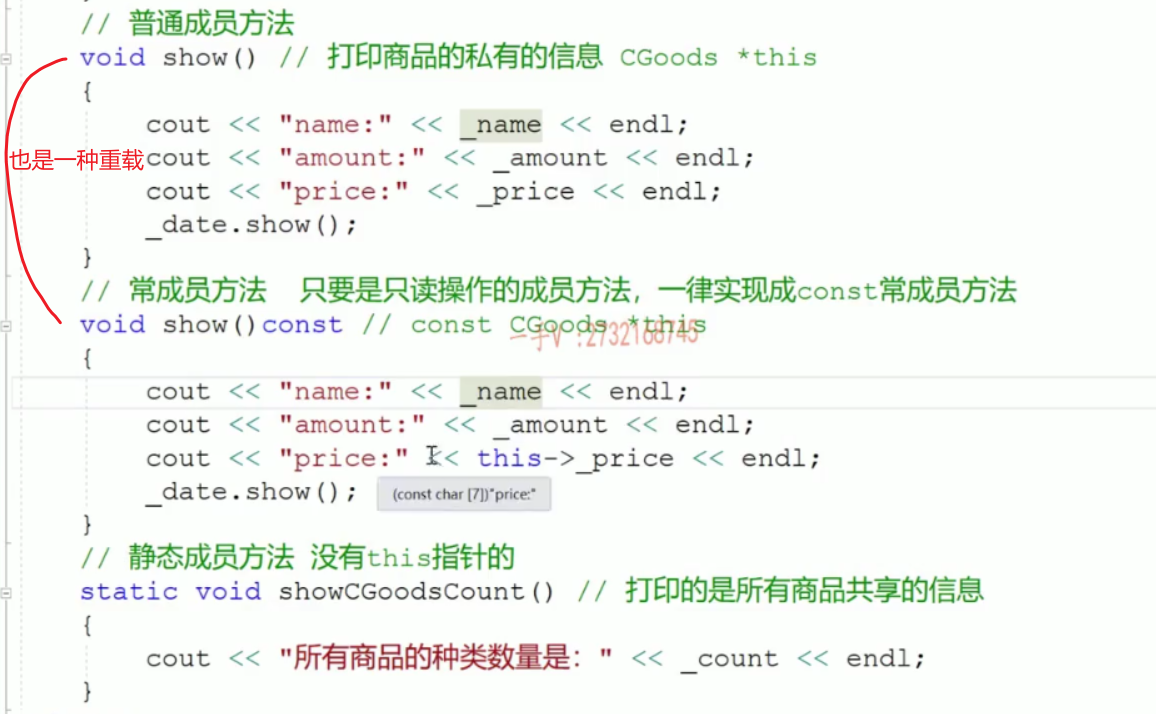 // 普通成员方法
void show() // 打印商品的私有的信息 CGoods *this
{
cout << "name:" << _name << endl;
也是一种重载
cout << "amount:" << _amount << endl;
cout << "price:" << _price << endl;
_date.show();
}
// 常成员方法 只要是只读操作的成员方法，一律实现成const常成员方法
void show()const // const CGoods *this
一手V :2732168745
{
cout << "name:" << _name << endl;
cout << "amount:" << _amount << endl;
cout << "price:" << this->_price << endl;
_date.show();
(const char [7])"price:"
}
// 静态成员方法 没有this指针的
static void showCGoodsCount() // 打印的是所有商品共享的信息
{
cout << "所有商品的种类数量是：" << _count << endl;
}